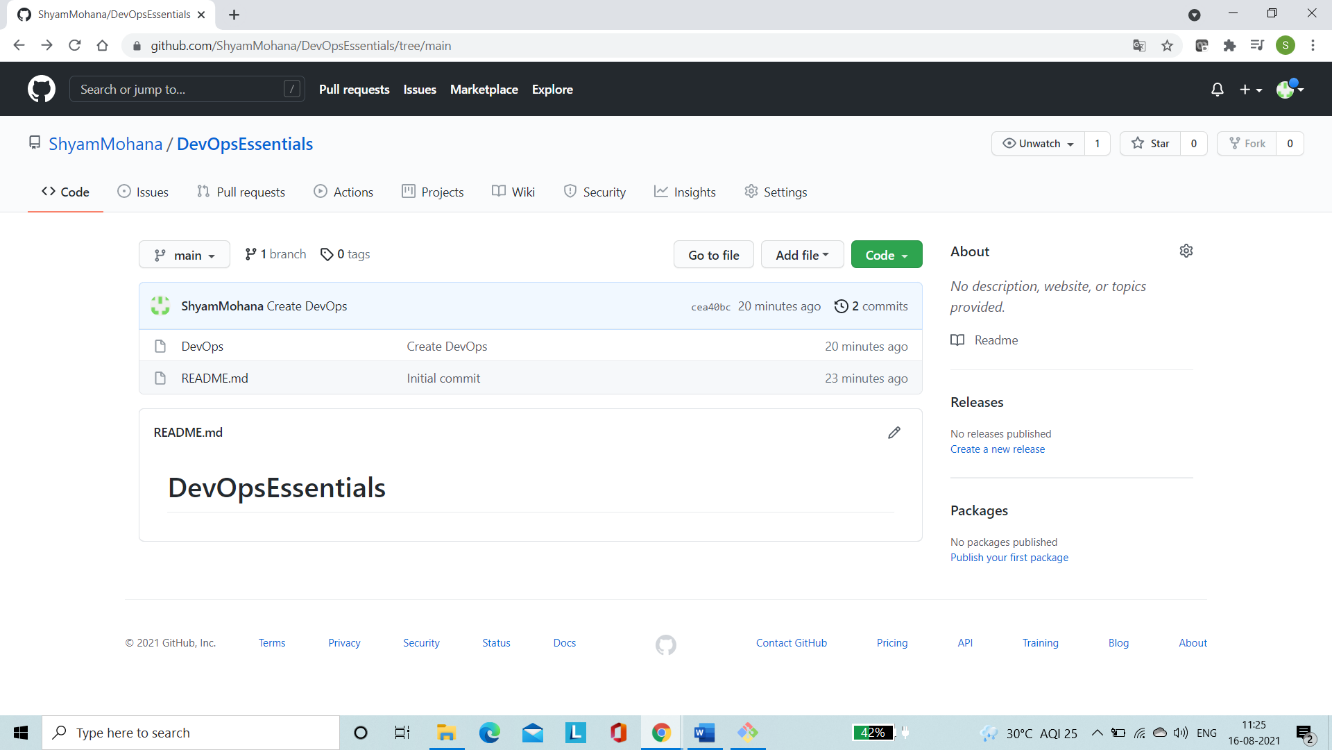 ShyamMohana/DevOpsEssentials
github.com/ShyamMohana/DevOpsEssentials/tree/main
S
Search or jump to... /
Pull requests Issues Marketplace Explore
ShyamMohana / DevOpsEssentials
Unwatch 1 Star 0 Fork 0
Code Issues Pull requests Actions Projects Wiki Security Insights Settings
main 1 branch 0 tags Go to file Add file Code
ShyamMohana Create DevOps cea40bc 20 minutes ago 2 commits
DevOps Create DevOps 20 minutes ago
README.md Initial commit 23 minutes ago
README.md
DevOpsEssentials
About
No description, website, or topics
provided.
Readme
Releases
No releases published
Create a new release
Packages
No packages published
Publish your first package
© 2021 GitHub, Inc. Terms Privacy Security Status Docs Contact GitHub Pricing API Training Blog About
Type here to search
L
W
42%
30°C AQI 25
ENG
11:25
16-08-2021
2